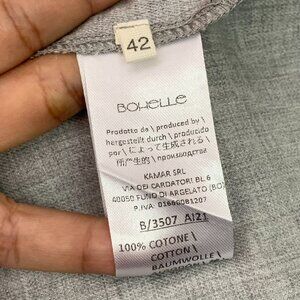 42
BOHELLE
Prodotto da \ produced by \
hergestellt durch \ producido
par \ によって生成される \
所产生的 \ производится
KAMAR SRL
VIA DEI CARDATORI BL.6
40050 FUNO DI ARGELATO (BO)
P.IVA 01660081207
B/3507 AI21
100% COTONE \
COTTON \
BAUMWOLLE \